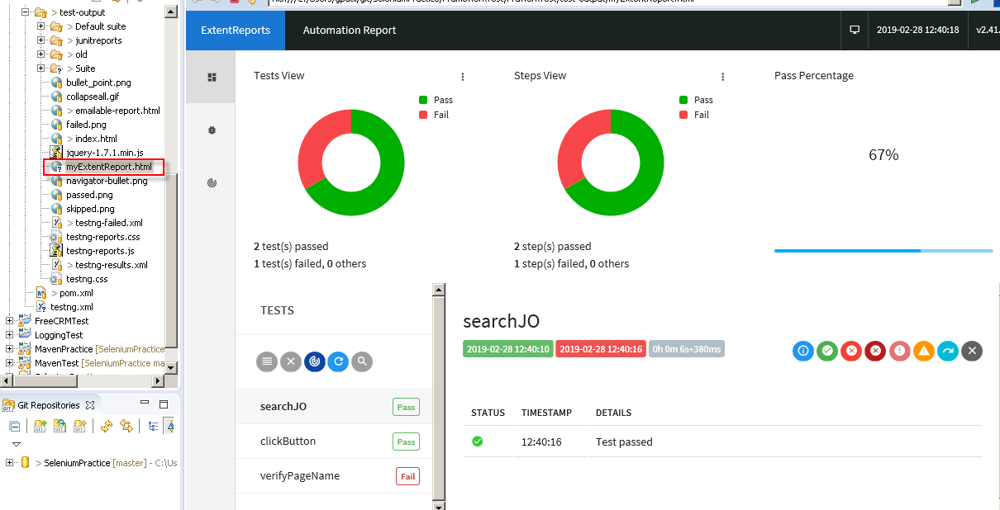 test-output
> Default suite
> junitreports
> old
> Suite
bullet_point.png
collapseall.gif
> emailable-report.html
failed.png
> index.html
jquery-1.7.1.min.js
myExtentReport.html
navigator-bullet.png
passed.png
skipped.png
> testng-failed.xml
testng-reports.css
testng-reports.js
> testng-results.xml
testng.css
> pom.xml
testng.xml
FreeCRMTest
LoggingTest
MavenPractice [SeleniumPractice
MavenTest [SeleniumPractice ma
Git Repositories
> SeleniumPractice [master] - C:\Us
ExtentReports
Automation Report
2019-02-28 12:40:18
v2.41.
Tests View
Pass
Fail
2 test(s) passed
1 test(s) failed, 0 others
Steps View
Pass
Fail
2 step(s) passed
1 step(s) failed, 0 others
Pass Percentage
67%
TESTS
searchJO Pass
clickButton Pass
verifyPageName Fail
searchJO
2019-02-28 12:40:10 2019-02-28 12:40:16 0h 0m 6s+380ms
STATUS TIMESTAMP DETAILS
12:40:16 Test passed